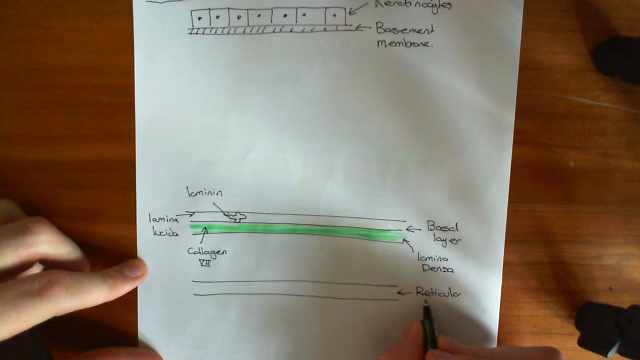 Keratinocytes
Basement
Membrane.
laminin
lamina
lucida
Basal
layer
Collagen
VII
lamina
Densa
Reticular